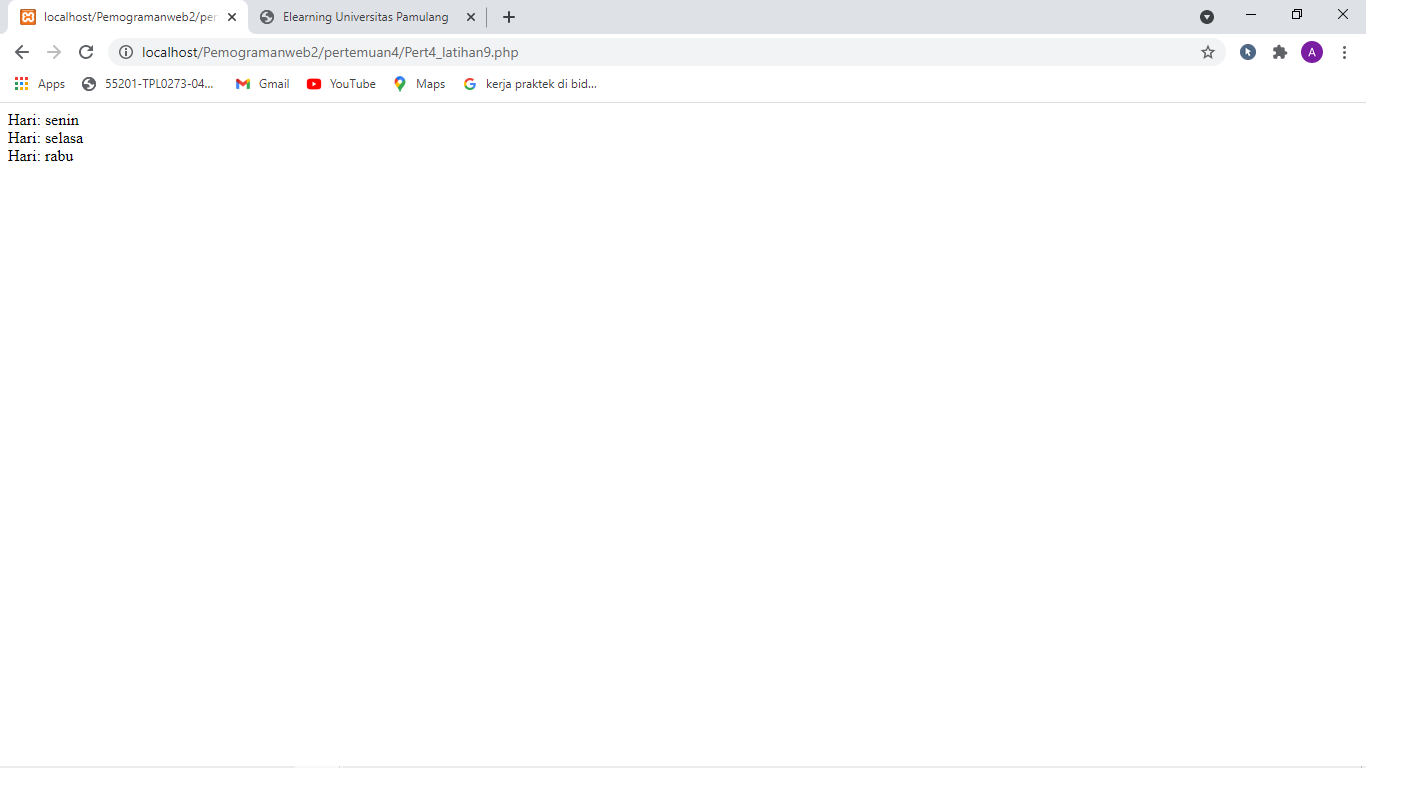 localhost/Pemogramanweb2/per
Elearning Universitas Pamulang
localhost/Pemogramanweb2/pertemuan4/Pert4_latihan9.php
A
Apps
55201-TPL0273-04...
Gmail
YouTube
Maps
kerja praktek di bid...
Hari: senin
Hari: selasa
Hari: rabu